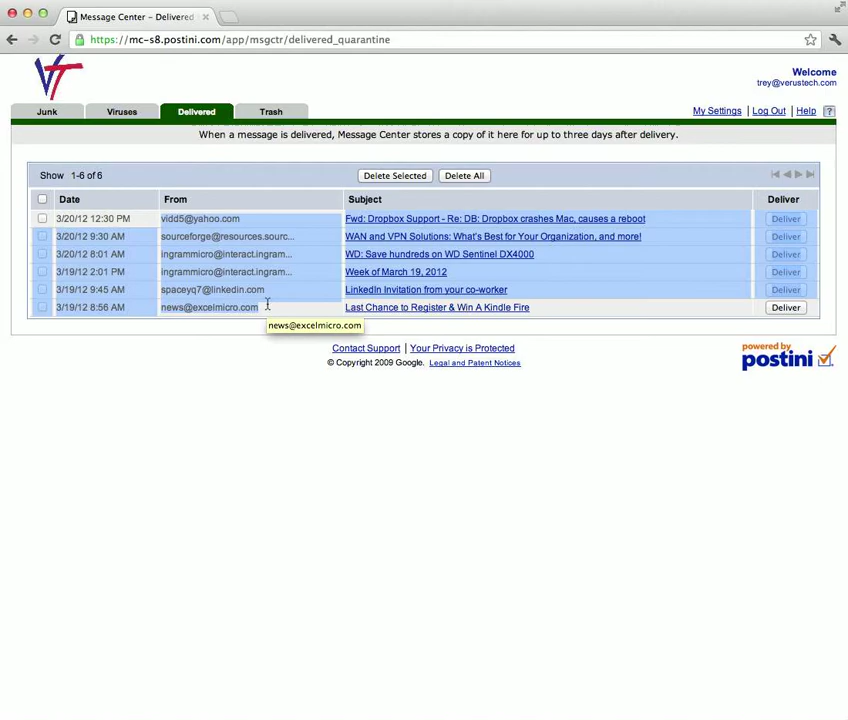 Message Center – Delivered
https://mc-s8.postini.com/app/msgctr/delivered_quarantine
VT
Welcome
trey@verustech.com
Junk Viruses Delivered Trash
My Settings | Log Out | Help ?
When a message is delivered, Message Center stores a copy of it here for up to three days after delivery.
Show 1-6 of 6 Delete Selected Delete All
Date From Subject Deliver
3/20/12 12:30 PM vidd5@yahoo.com Fwd: Dropbox Support - Re: DB: Dropbox crashes Mac, causes a reboot Deliver
3/20/12 9:30 AM sourceforge@resources.sourc... WAN and VPN Solutions: What's Best for Your Organization, and more! Deliver
3/20/12 8:01 AM ingrammicro@interact.ingram... WD: Save hundreds on WD Sentinel DX4000 Deliver
3/19/12 2:01 PM ingrammicro@interact.ingram... Week of March 19, 2012 Deliver
3/19/12 9:45 AM spaceyq7@linkedin.com LinkedIn Invitation from your co-worker Deliver
3/19/12 8:56 AM news@excelmicro.com Last Chance to Register & Win A Kindle Fire Deliver
news@excelmicro.com
Contact Support | Your Privacy is Protected
© Copyright 2009 Google. Legal and Patent Notices
powered by
postini